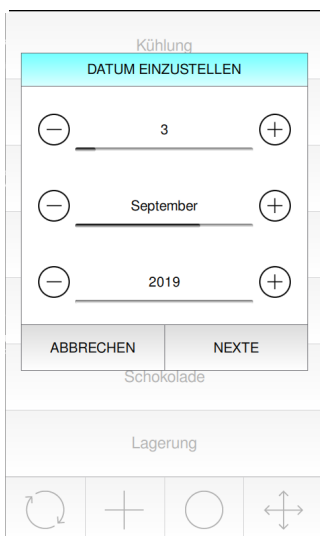 Kühlung
DATUM EINZUSTELLEN
3
September
2019
ABBRECHEN NEXTE
Schokolade
Lagerung